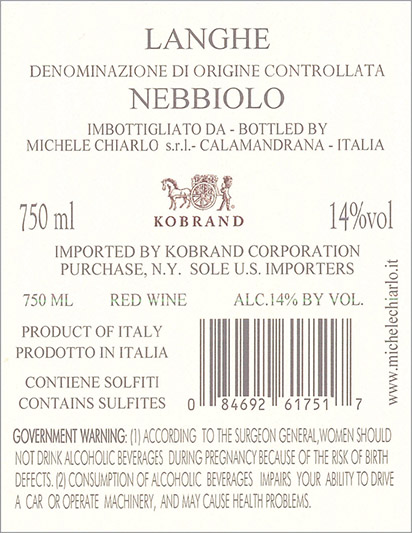 LANGHE
DENOMINAZIONE DI ORIGINE CONTROLLATA
NEBBIOLO
IMBOTTIGLIATO DA - BOTTLED BY
MICHELE CHIARLO s.r.l.- CALAMANDRANA - ITALIA
750 ml
KOBRAND
14%vol
IMPORTED BY KOBRAND CORPORATION
PURCHASE, N.Y. SOLE U.S. IMPORTERS
750 ML RED WINE ALC.14% BY VOL.
PRODUCT OF ITALY
PRODOTTO IN ITALIA
CONTIENE SOLFITI
CONTAINS SULFITES
0 84692 61751 7
www.michelechiarlo.it
GOVERNMENT WARNING: (1) ACCORDING TO THE SURGEON GENERAL,WOMEN SHOULD
NOT DRINK ALCOHOLIC BEVERAGES DURING PREGNANCY BECAUSE OF THE RISK OF BIRTH
DEFECTS. (2) CONSUMPTION OF ALCOHOLIC BEVERAGES IMPAIRS YOUR ABILITY TO DRIVE
A CAR OR OPERATE MACHINERY, AND MAY CAUSE HEALTH PROBLEMS.